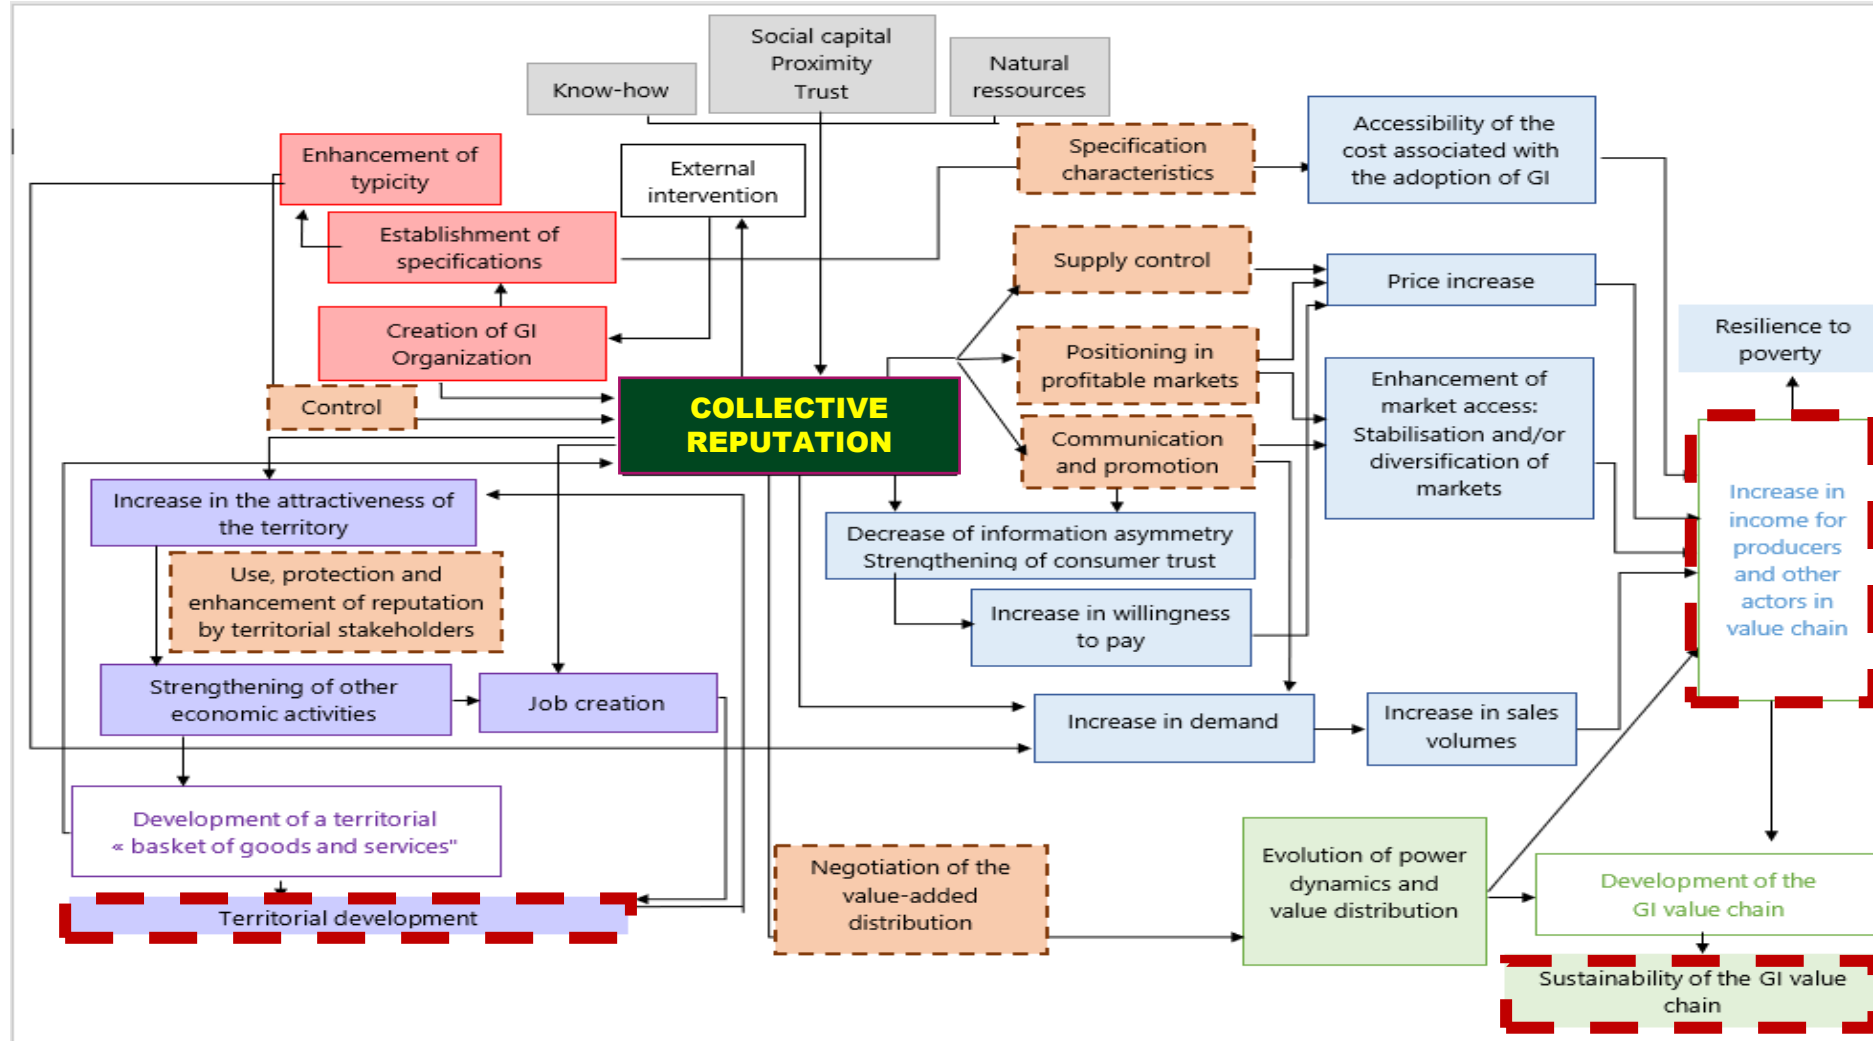 Social capital
Proximity
Trust
Know-how
Natural
ressources
Enhancement of
typicity
External
intervention
Specification
characteristics
Accessibility of the
cost associated with
the adoption of GI
Establishment of
specifications
Supply control
Price increase
Creation of GI
Organization
Positioning in
profitable markets
Resilience to
poverty
Control
COLLECTIVE
REPUTATION
Communication
and promotion
Enhancement of
market access:
Stabilisation and/or
diversification of
markets
Increase in the attractiveness of
the territory
Decrease of information asymmetry
Strengthening of consumer trust
Increase in
income for
producers
and other
actors in
value chain
Use, protection and
enhancement of reputation
by territorial stakeholders
Increase in willingness
to pay
Strengthening of other
economic activities
Job creation
Increase in demand
Increase in sales
volumes
Development of a territorial
« basket of goods and services"
Negotiation of the
value-added
distribution
Evolution of power
dynamics and
value distribution
Development of the
GI value chain
Territorial development
Sustainability of the GI value
chain